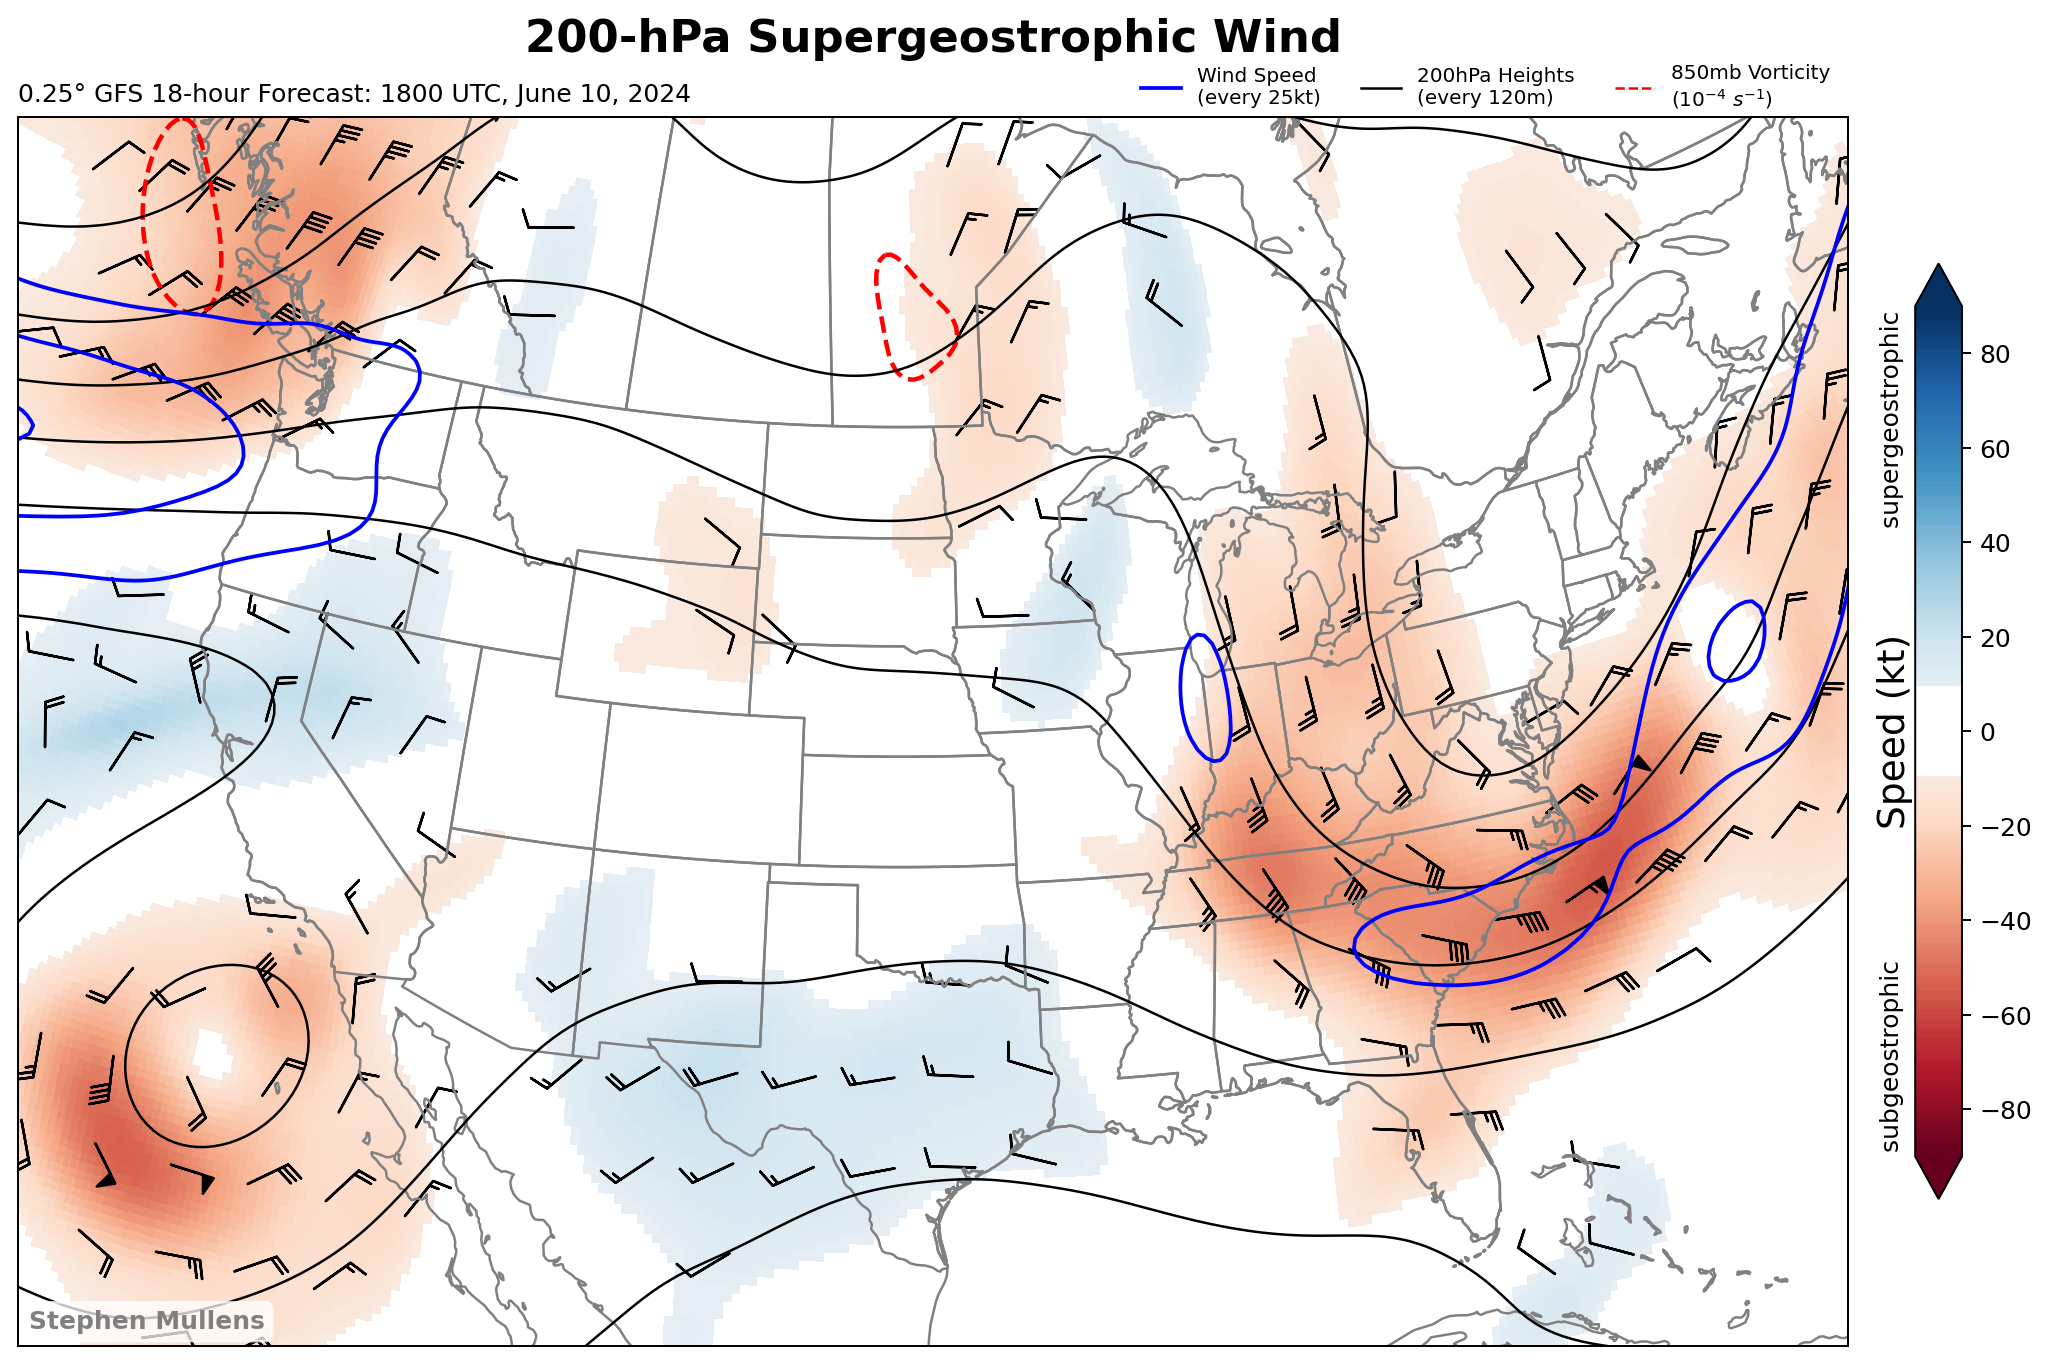 200-hPa Supergeostrophic Wind
0.25° GFS 18-hour Forecast: 1800 UTC, June 10, 2024
Wind Speed
(every 25kt)
200hPa Heights
(every 120m)
850mb Vorticity
(10⁻⁴ s⁻¹)
supergeostrophic
subgeostrophic
Speed (kt)
80
60
40
20
0
−20
−40
−60
−80
Stephen Mullens